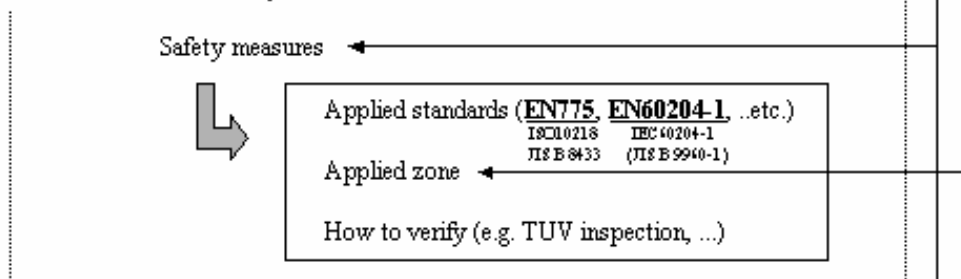 Safety measures
Applied standards (EN775, EN60204-1, ..etc.)
ISO10218 IEC60204-1
JIS B 8433 (JIS B 9960-1)
Applied zone
How to verify (e.g. TUV inspection, ...)